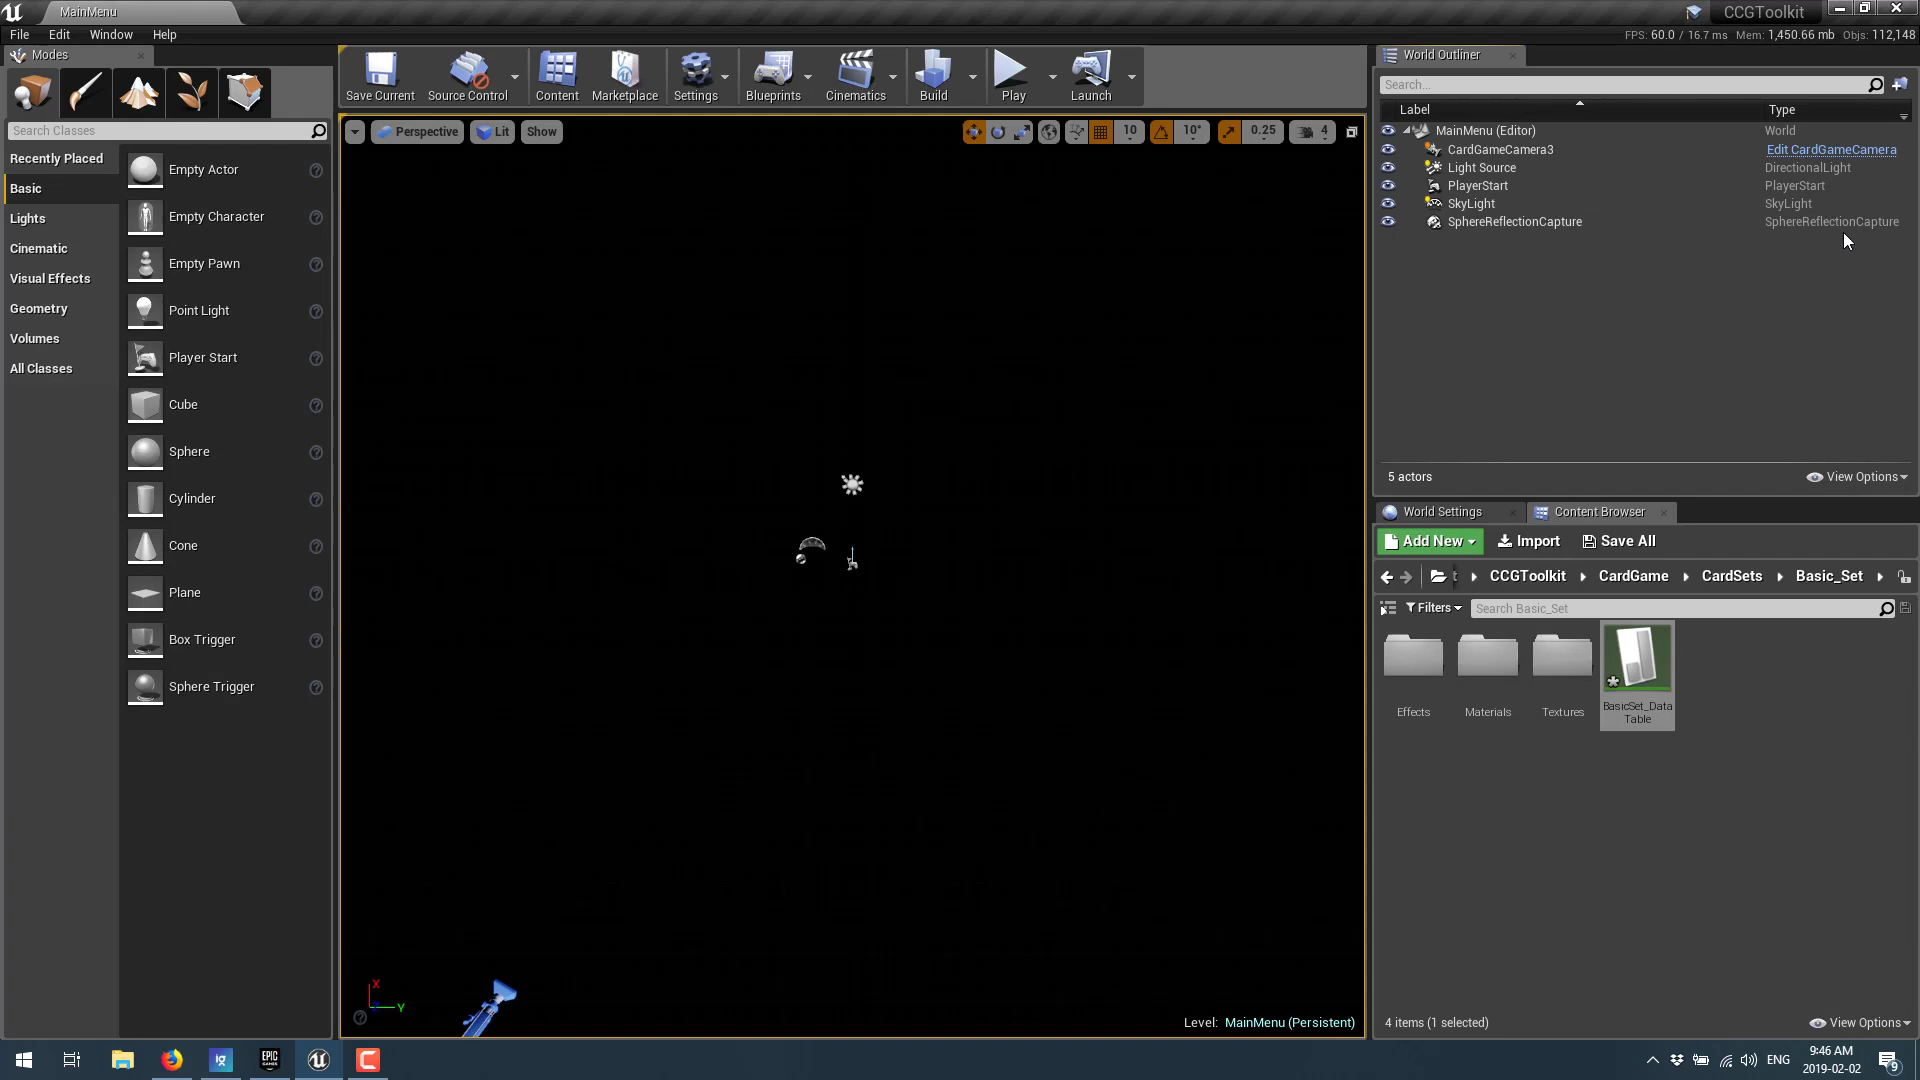 MainMenu
CCGToolkit
File Edit Window Help
FPS: 60.0 / 16.7 ms Mem: 1,450.66 mb Objs: 112,148
Modes
Search Classes
Recently Placed
Basic
Lights
Cinematic
Visual Effects
Geometry
Volumes
All Classes
Empty Actor
Empty Character
Empty Pawn
Point Light
Player Start
Cube
Sphere
Cylinder
Cone
Plane
Box Trigger
Sphere Trigger
Save Current Source Control Content Marketplace Settings Blueprints Cinematics Build Play Launch
Perspective Lit Show 10 10° 0.25 4
Level: MainMenu (Persistent)
World Outliner
Search...
Label Type
MainMenu (Editor) World
CardGameCamera3 Edit CardGameCamera
Light Source DirectionalLight
PlayerStart PlayerStart
SkyLight SkyLight
SphereReflectionCapture SphereReflectionCapture
5 actors View Options
World Settings Content Browser
Add New Import Save All
t CCGToolkit CardGame CardSets Basic_Set
Filters Search Basic_Set
Effects Materials Textures BasicSet_Data
Table
4 items (1 selected) View Options
ig EPIC GAMES ENG 9:46 AM
2019-02-02 9